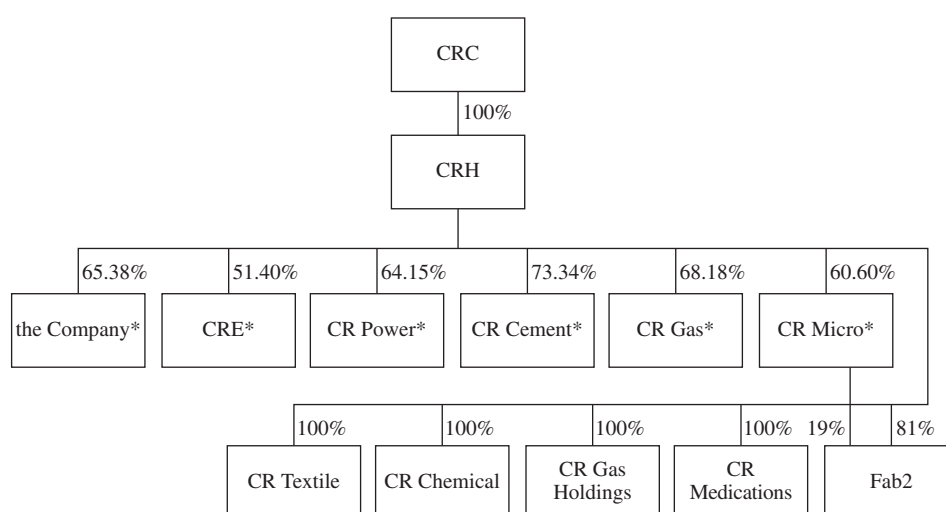 CRC
100%
CRH
65.38% 51.40% 64.15% 73.34% 68.18% 60.60%
the Company* CRE* CR Power* CR Cement* CR Gas* CR Micro*
100% 100% 100% 100% 19% 81%
CR Textile CR Chemical CR Gas Holdings CR Medications Fab2